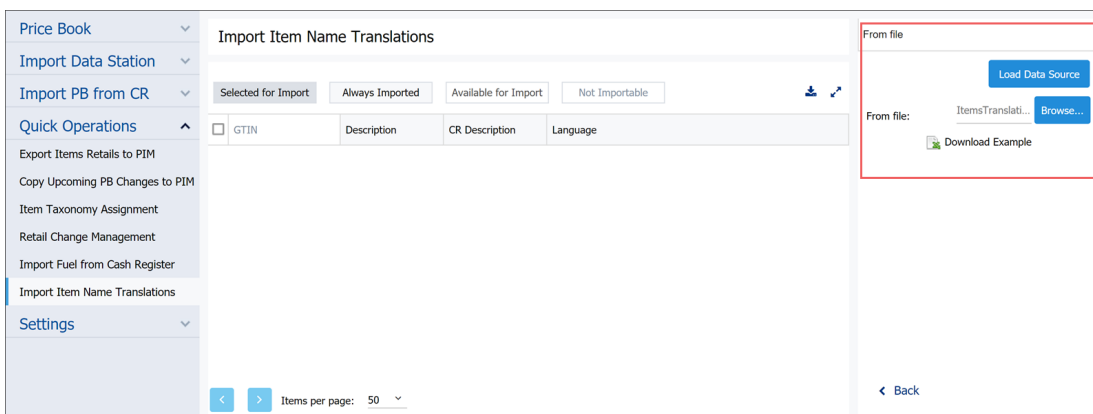 Price Book
Import Data Station
Import PB from CR
Quick Operations
Export Items Retails to PIM
Copy Upcoming PB Changes to PIM
Item Taxonomy Assignment
Retail Change Management
Import Fuel from Cash Register
Import Item Name Translations
Settings
Import Item Name Translations
Selected for Import Always Imported Available for Import Not Importable
GTIN Description CR Description Language
Items per page: 50
From file
Load Data Source
From file: ItemsTranslati... Browse...
Download Example
Back